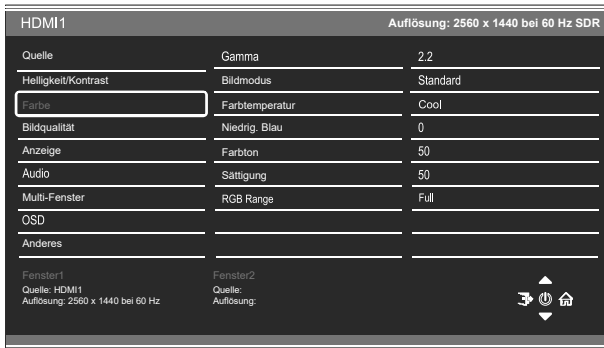 HDMI1 Auflösung: 2560 x 1440 bei 60 Hz SDR
Quelle Gamma 2.2
Helligkeit/Kontrast Bildmodus Standard
Farbe Farbtemperatur Cool
Bildqualität Niedrig. Blau 0
Anzeige Farbton 50
Audio Sättigung 50
Multi-Fenster RGB Range Full
OSD
Anderes
Fenster1 Fenster2
Quelle: HDMI1 Quelle:
Auflösung: 2560 x 1440 bei 60 Hz Auflösung: